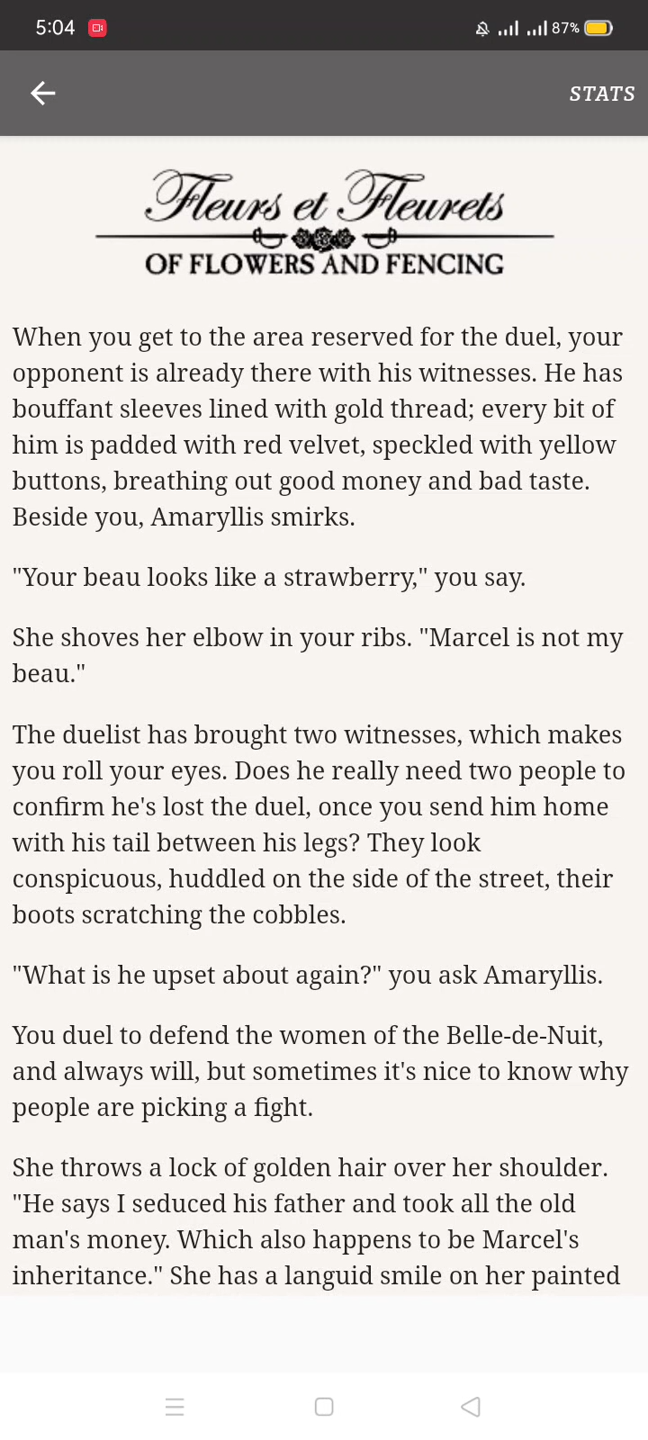 5:04
87%
STATS
Fleurs et Fleurets
OF FLOWERS AND FENCING
When you get to the area reserved for the duel, your
opponent is already there with his witnesses. He has
bouffant sleeves lined with gold thread; every bit of
him is padded with red velvet, speckled with yellow
buttons, breathing out good money and bad taste.
Beside you, Amaryllis smirks.
"Your beau looks like a strawberry," you say.
She shoves her elbow in your ribs. "Marcel is not my
beau."
The duelist has brought two witnesses, which makes
you roll your eyes. Does he really need two people to
confirm he's lost the duel, once you send him home
with his tail between his legs? They look
conspicuous, huddled on the side of the street, their
boots scratching the cobbles.
"What is he upset about again?" you ask Amaryllis.
You duel to defend the women of the Belle-de-Nuit,
and always will, but sometimes it's nice to know why
people are picking a fight.
She throws a lock of golden hair over her shoulder.
"He says I seduced his father and took all the old
man's money. Which also happens to be Marcel's
inheritance." She has a languid smile on her painted